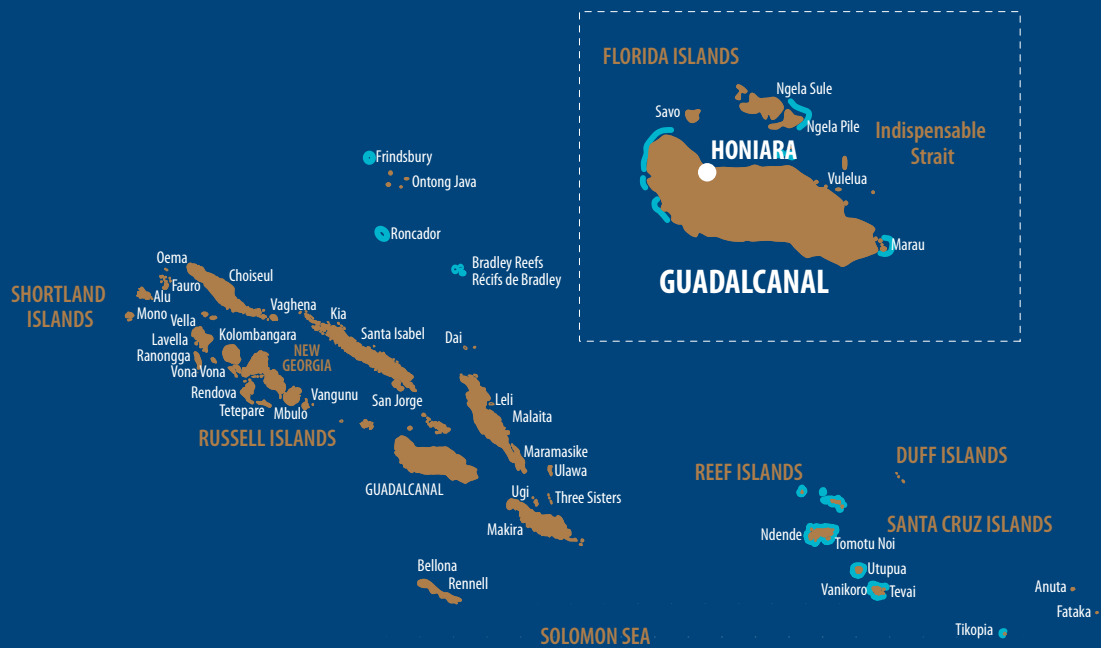 FLORIDA ISLANDS
Ngela Sule
Savo
Ngela Pile
Indispensable
Strait
HONIARA
Vulelua
Marau
GUADALCANAL
Frindsbury
Ontong Java
Roncador
Bradley Reefs
Récifs de Bradley
Oema
Choiseul
Fauro
SHORTLAND
ISLANDS
Alu
Mono
Vaghena
Vella
Lavella
Kia
Kolombangara
Santa Isabel
Dai
Ranongga
NEW
GEORGIA
Vona Vona
Rendova
Vangunu
Tetepare
Mbulo
San Jorge
Leli
Malaita
RUSSELL ISLANDS
Maramasike
Ulawa
GUADALCANAL
Ugi
Three Sisters
Makira
Bellona
Rennell
REEF ISLANDS
DUFF ISLANDS
SANTA CRUZ ISLANDS
Ndende
Tomotu Noi
Utupua
Vanikoro
Tevai
Anuta
Fataka
Tikopia
SOLOMON SEA